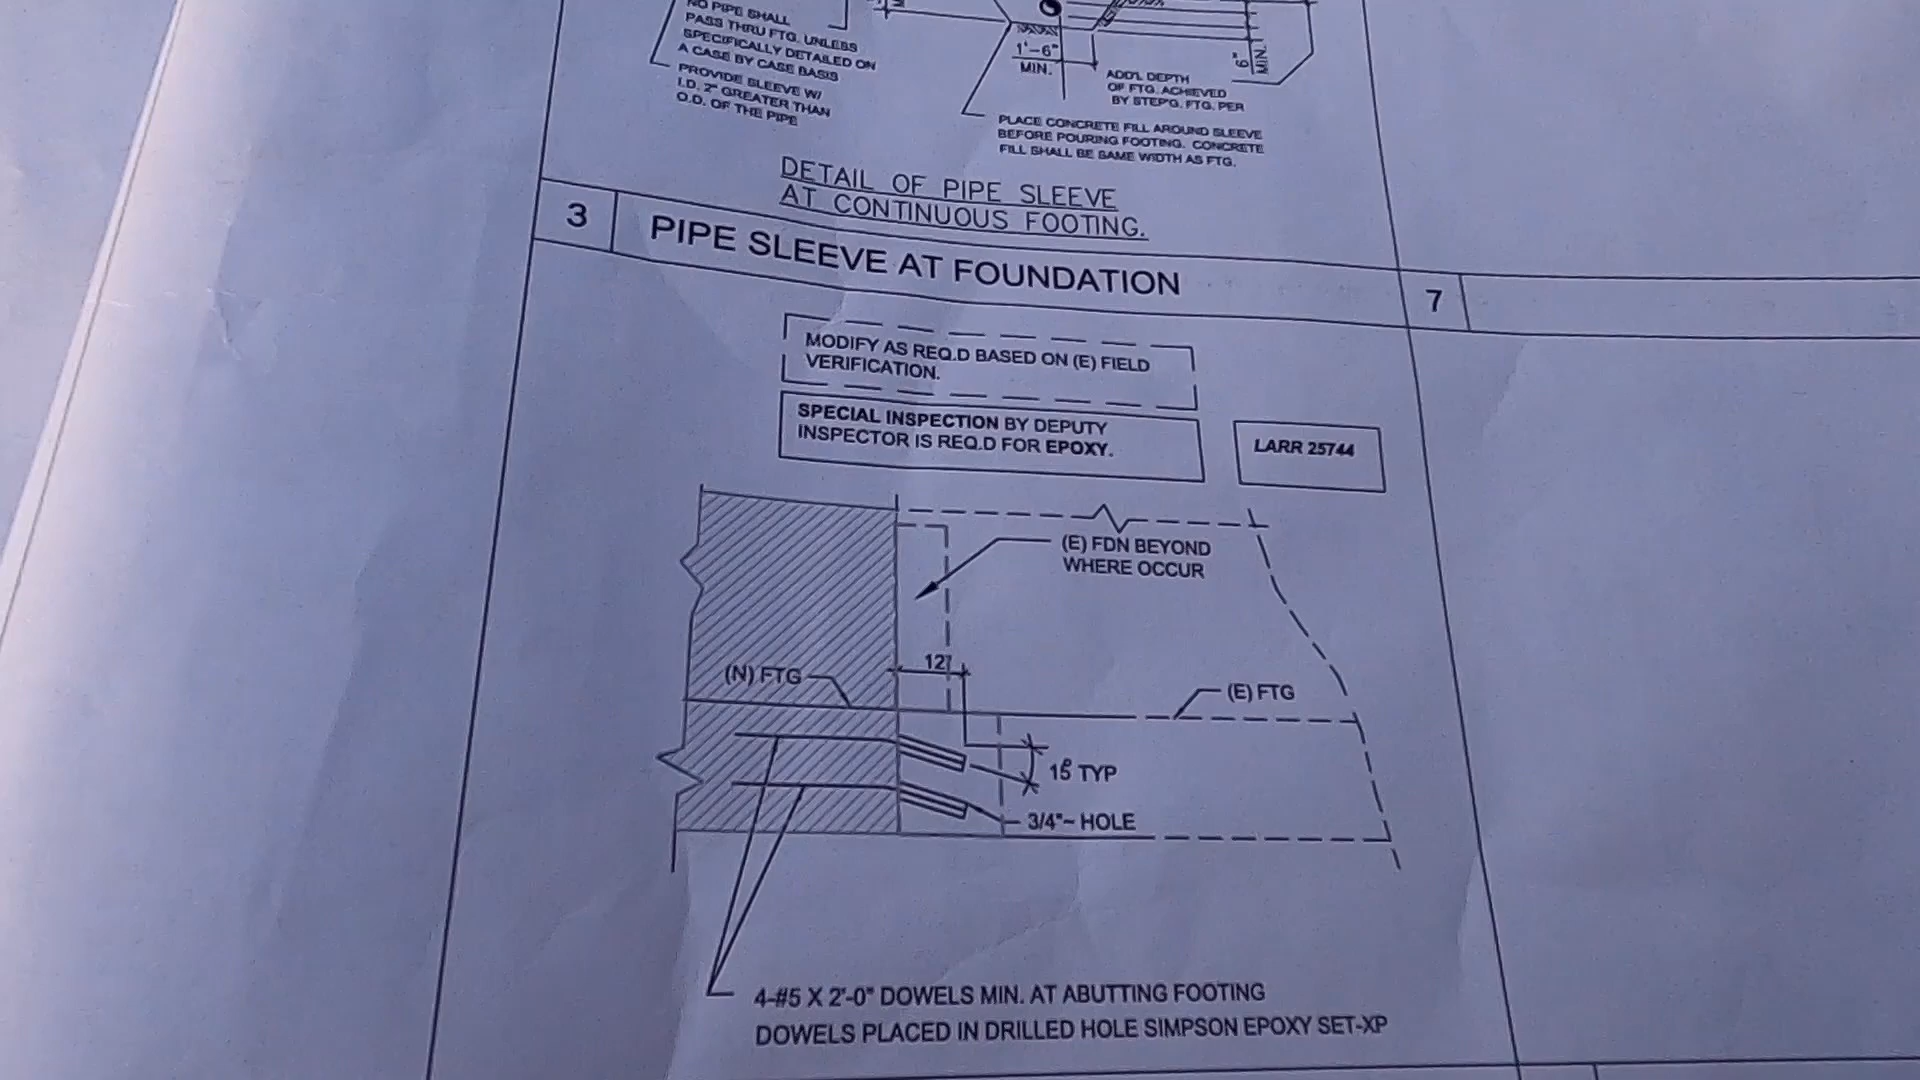 NO PIPE SHALL
PASS THRU FTG. UNLESS
SPECIFICALLY DETAILED ON
A CASE BY CASE BASIS
PROVIDE SLEEVE W/
I.D. 2" GREATER THAN
O.D. OF THE PIPE
1'-6"
MIN.
6"
MIN.
ADD'L DEPTH
OF FTG. ACHIEVED
BY STEP'G. FTG. PER
PLACE CONCRETE FILL AROUND SLEEVE
BEFORE POURING FOOTING. CONCRETE
FILL SHALL BE SAME WIDTH AS FTG.
DETAIL OF PIPE SLEEVE
AT CONTINUOUS FOOTING.
3
PIPE SLEEVE AT FOUNDATION
7
MODIFY AS REQ.D BASED ON (E) FIELD
VERIFICATION.
SPECIAL INSPECTION BY DEPUTY
INSPECTOR IS REQ.D FOR EPOXY.
LARR 25744
(E) FDN BEYOND
WHERE OCCUR
12"
(N) FTG
(E) FTG
15° TYP
3/4"~ HOLE
4-#5 X 2'-0" DOWELS MIN. AT ABUTTING FOOTING
DOWELS PLACED IN DRILLED HOLE SIMPSON EPOXY SET-XP